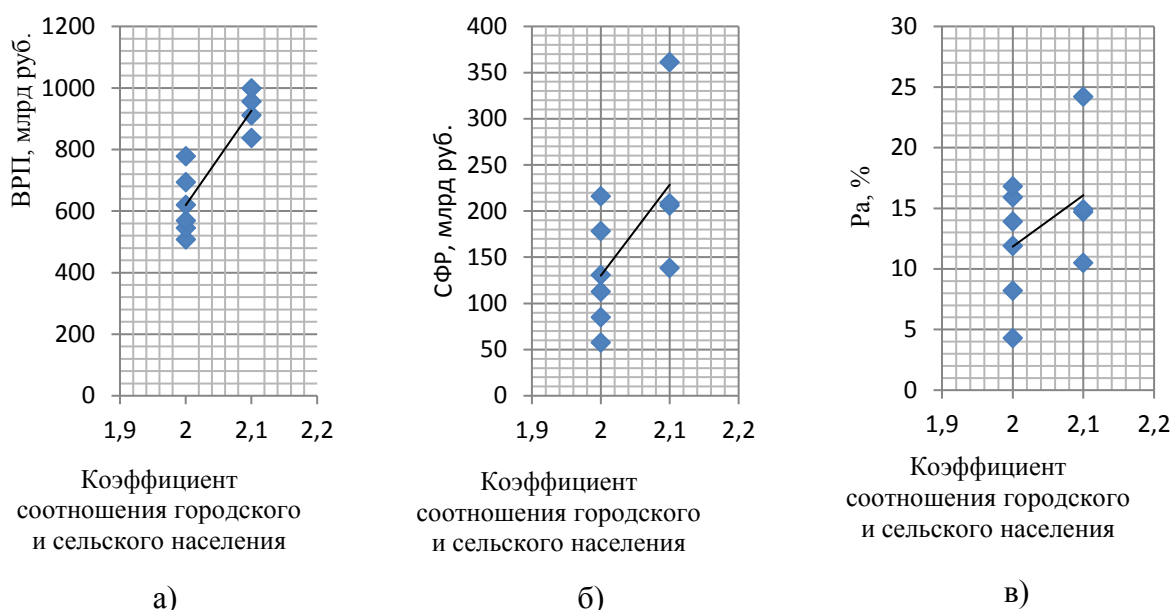 ВРП, млрд руб.
1200
1000
800
600
400
200
0
1,9 2 2,1 2,2
Коэффициент
соотношения городского
и сельского населения
а)
СФР, млрд руб.
400
350
300
250
200
150
100
50
0
1,9 2 2,1 2,2
Коэффициент
соотношения городского
и сельского населения
б)
Ра, %
30
25
20
15
10
5
0
1,9 2 2,1 2,2
Коэффициент
соотношения городского
и сельского населения
в)